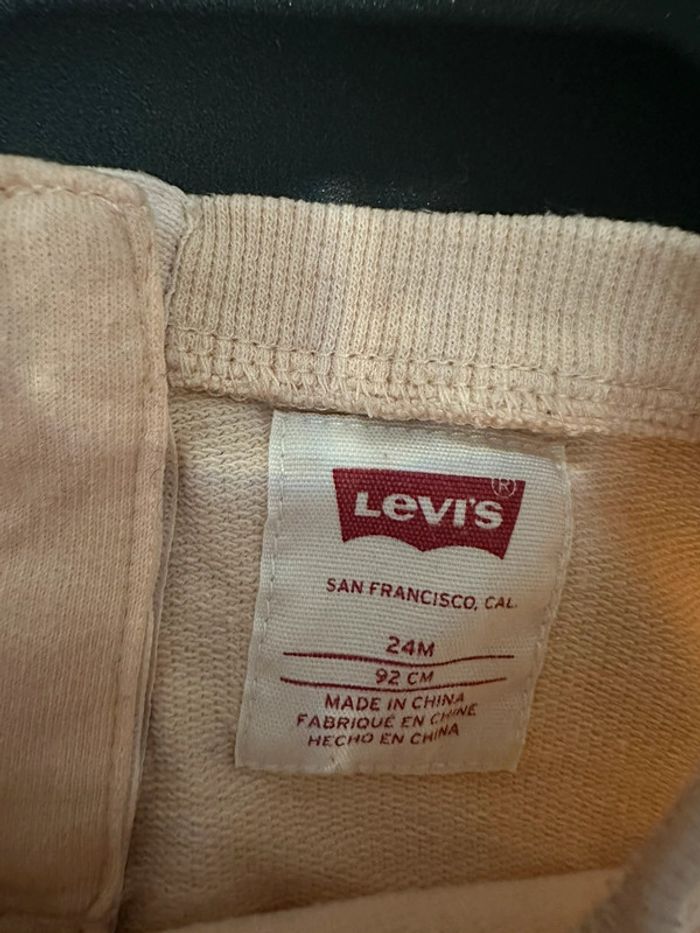 Levi's ®
SAN FRANCISCO, CAL.
24M
92 CM
MADE IN CHINA
FABRIQUÉ EN CHINE
HECHO EN CHINA